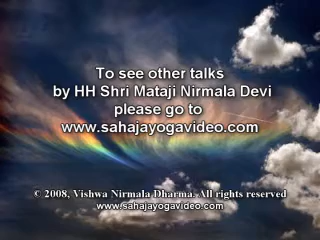 To see other talks
by HH Shri Mataji Nirmala Devi
please go to
www.sahajayogavideo.com
© 2008, Vishwa Nirmala Dharma. All rights reserved
www.sahajayogavideo.com